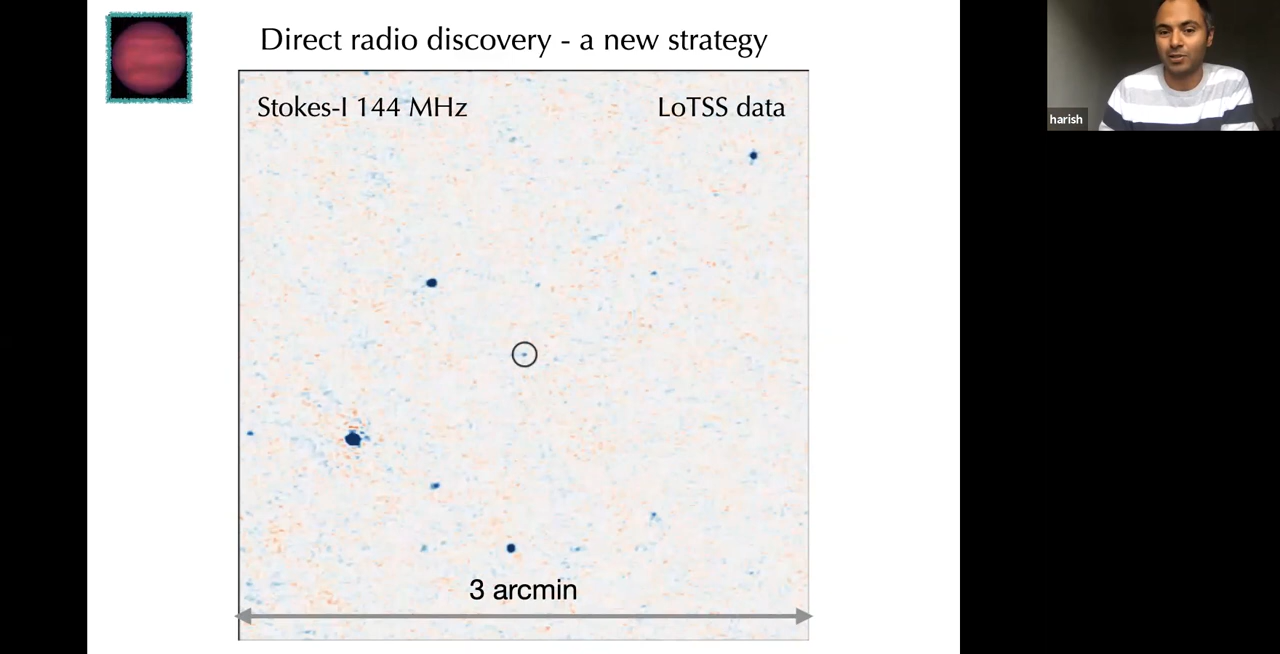 Direct radio discovery - a new strategy
Stokes-I 144 MHz
LoTSS data
harish
3 arcmin